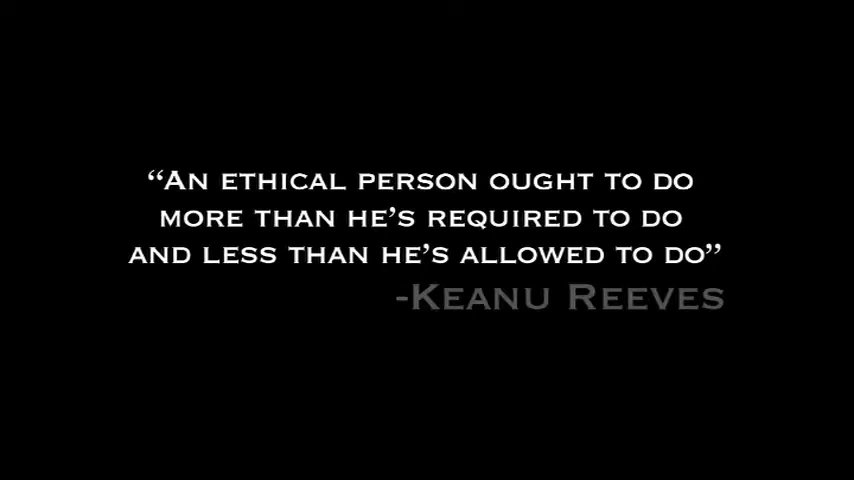 “An ethical person ought to do
more than he’s required to do
and less than he’s allowed to do”
-Keanu Reeves